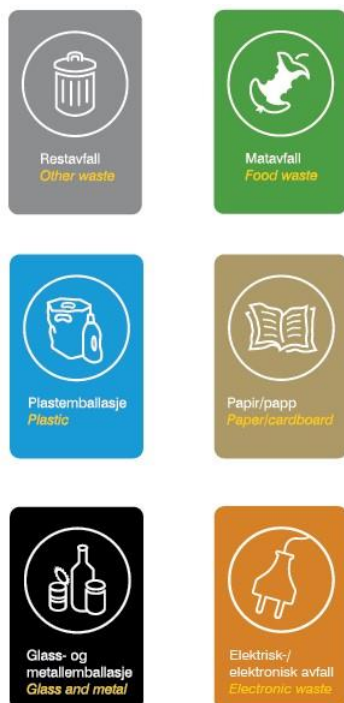 Restavfall
Other waste
Matavfall
Food waste
Plastemballasje
Plastic
Papir/papp
Paper/cardboard
Glass- og
metallemballasje
Glass and metal
Elektrisk-/
elektronisk avfall
Electronic waste